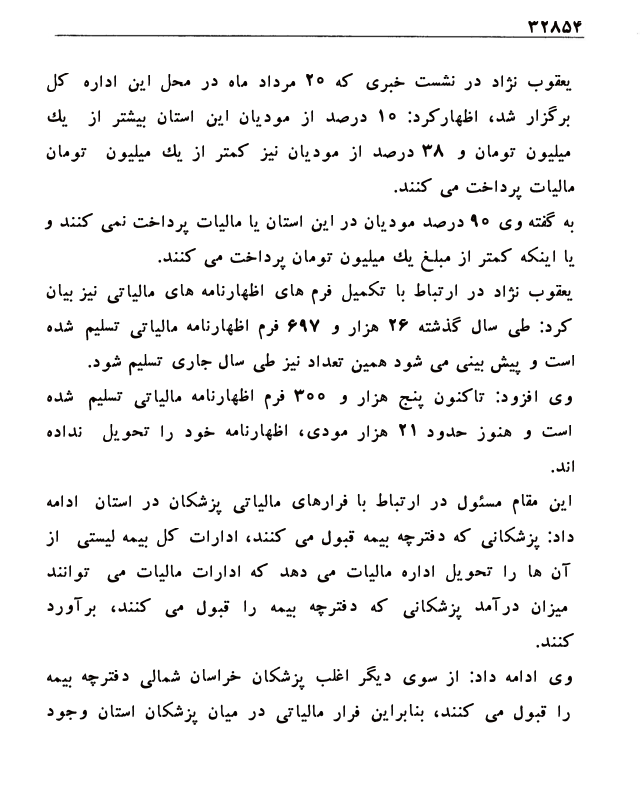 ۳۲۸۵۴
یعقوب نژاد در نشست خبری که ۲۰ مرداد ماه در محل این اداره کل
برگزار شد، اظهارکرد: ۱۰ درصد از مودیان این استان بیشتر از یك
میلیون تومان و ۳۸ درصد از مودیان نیز کمتر از یك میلیون تومان
مالیات پرداخت می کنند.
به گفته وی ۹۰ درصد مودیان در این استان یا مالیات پرداخت نمی کنند و
یا اینکه کمتر از مبلغ یك میلیون تومان پرداخت می کنند.
یعقوب نژاد در ارتباط با تکمیل فرم های اظهارنامه های مالیاتی نیز بیان
کرد: طی سال گذشته ۲۶ هزار و ۶۹۷ فرم اظهارنامه مالیاتی تسلیم شده
است و پیش بینی می شود همین تعداد نیز طی سال جاری تسلیم شود.
وی افزود: تاکنون پنج هزار و ۳۰۰ فرم اظهارنامه مالیاتی تسلیم شده
است و هنوز حدود ۲۱ هزار مودی، اظهارنامه خود را تحویل نداده
اند.
این مقام مسئول در ارتباط با فرارهای مالیاتی پزشکان در استان ادامه
داد: پزشکانی که دفترچه بیمه قبول می کنند، ادارات کل بیمه لیستی از
آن ها را تحویل اداره مالیات می دهد که ادارات مالیات می توانند
میزان درآمد پزشکانی که دفترچه بیمه را قبول می کنند، برآورد
کنند.
وی ادامه داد: از سوی دیگر اغلب پزشکان خراسان شمالی دفترچه بیمه
را قبول می کنند، بنابراین فرار مالیاتی در میان پزشکان استان وجود